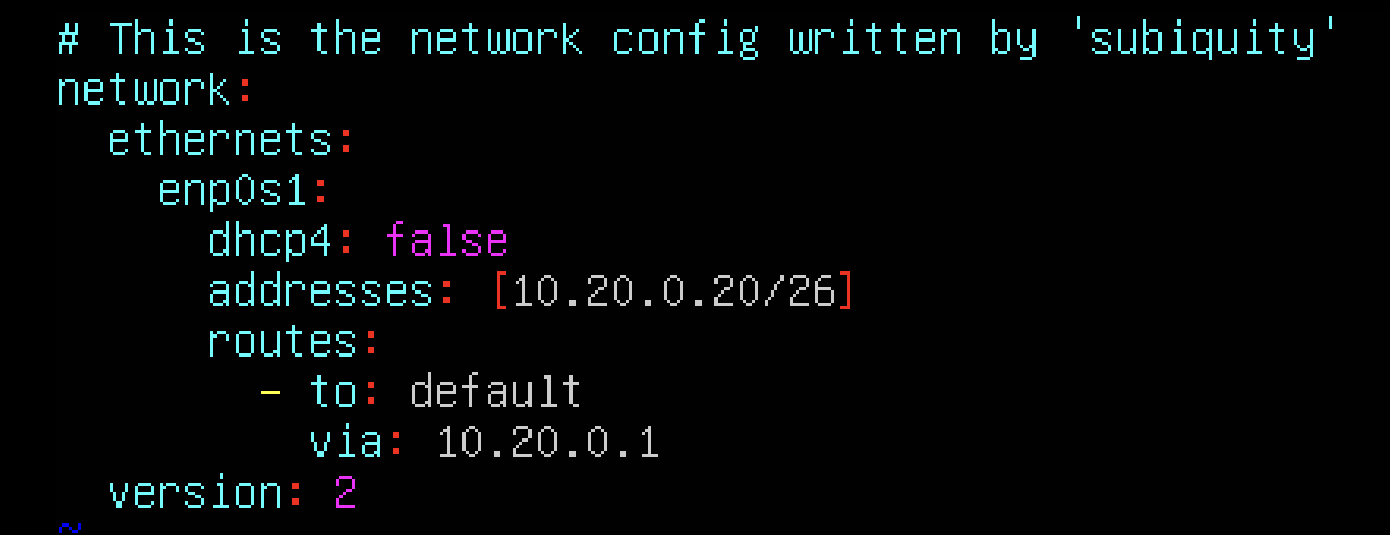 # This is the network config written by 'subiquity'
network:
  ethernets:
    enp0s1:
      dhcp4: false
      addresses: [10.20.0.20/26]
      routes:
        - to: default
          via: 10.20.0.1
  version: 2
~